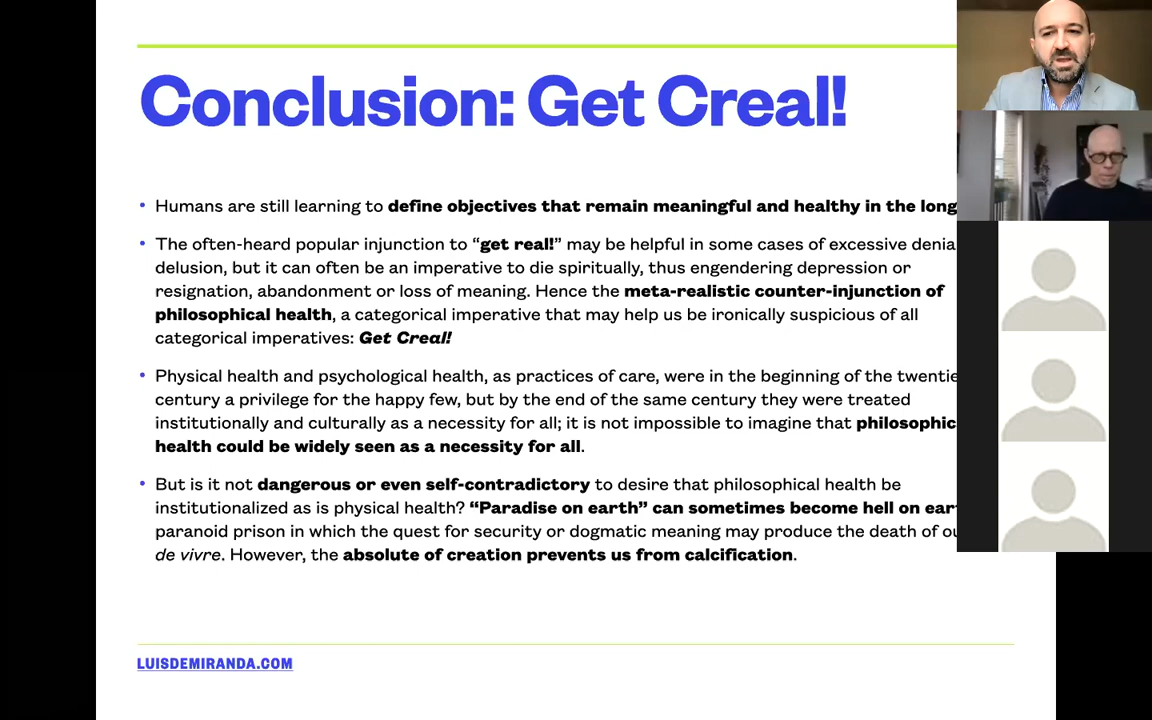 Conclusion: Get Creal!
• Humans are still learning to define objectives that remain meaningful and healthy in the long
• The often-heard popular injunction to “get real!” may be helpful in some cases of excessive
delusion, but it can often be an imperative to die spiritually, thus engendering depression or
resignation, abandonment or loss of meaning. Hence the meta-realistic counter-injunction of
philosophical health, a categorical imperative that may help us be ironically suspicious of all
categorical imperatives: Get Creal!
• Physical health and psychological health, as practices of care, were in the beginning of the
century a privilege for the happy few, but by the end of the same century they were treated
institutionally and culturally as a necessity for all; it is not impossible to imagine that
health could be widely seen as a necessity for all.
• But is it not dangerous or even self-contradictory to desire that philosophical health be
institutionalized as is physical health? “Paradise on earth” can sometimes become hell on
paranoid prison in which the quest for security or dogmatic meaning may produce the death of
de vivre. However, the absolute of creation prevents us from calcification.
LUISDEMIRANDA.COM